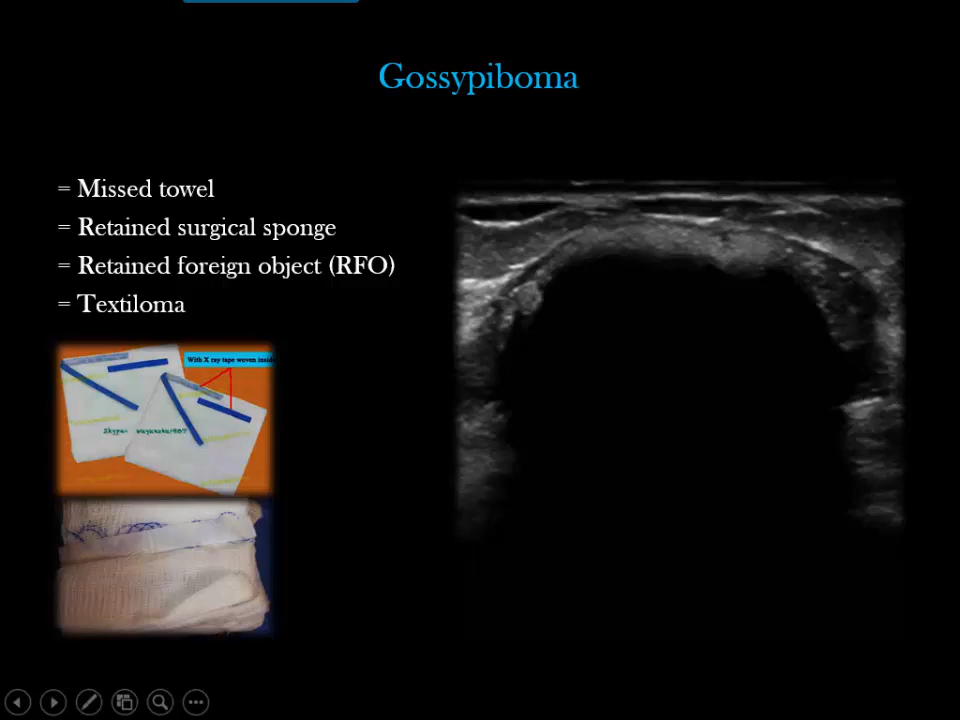 Gossypiboma
= Missed towel
= Retained surgical sponge
= Retained foreign object (RFO)
= Textiloma
With X ray tape woven inside